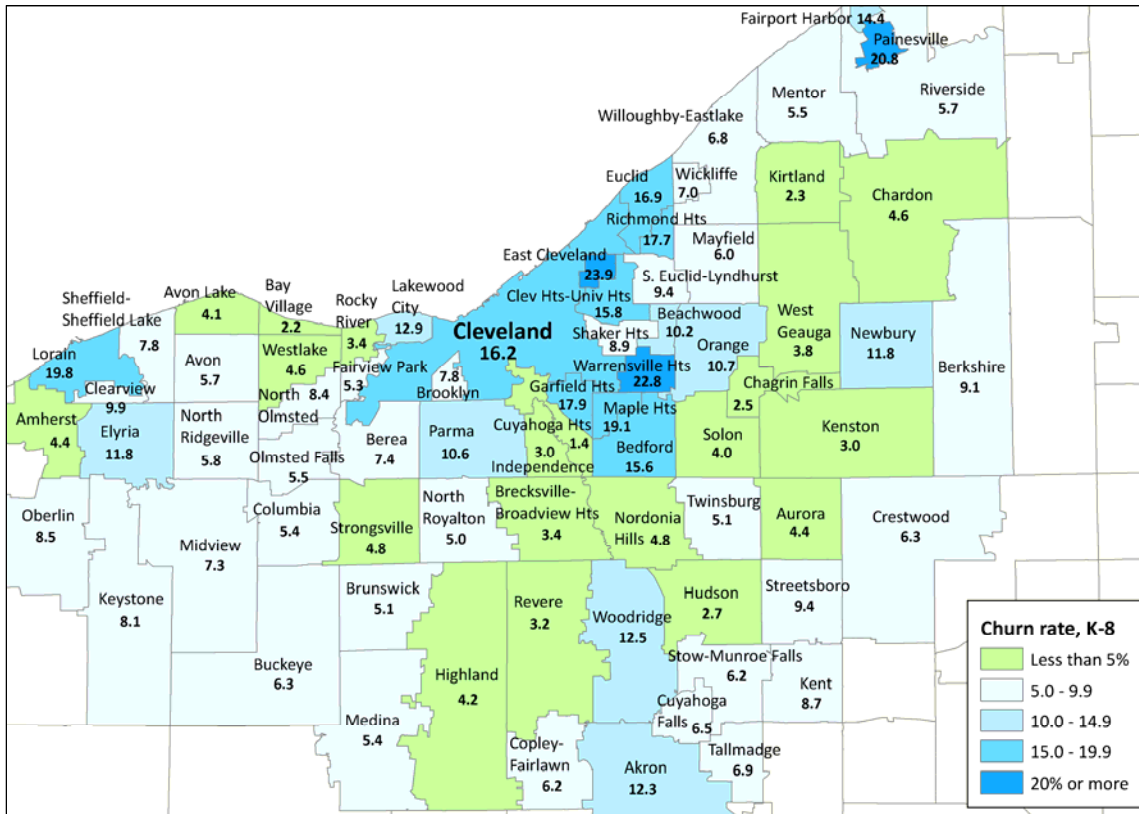 Fairport Harbor 14.4
Painesville
20.8
Mentor
5.5
Riverside
5.7
Willoughby-Eastlake
6.8
Euclid
16.9
Wickliffe
7.0
Kirtland
2.3
Chardon
4.6
Richmond Hts
17.7
Mayfield
6.0
East Cleveland
23.9
S. Euclid-Lyndhurst
9.4
Clev Hts-Univ Hts
15.8
Sheffield-
Sheffield Lake
7.8
Avon Lake
4.1
Bay
Village
2.2
Rocky
River
3.4
Lakewood
City
12.9
Cleveland
16.2
Beachwood
10.2
Shaker Hts
8.9
Orange
10.7
West
Geauga
3.8
Newbury
11.8
Berkshire
9.1
Lorain
19.8
Avon
5.7
Westlake
4.6
Fairview Park
5.3
7.8
Brooklyn
Warrensville Hts
22.8
Garfield Hts
17.9
Chagrin Falls
2.5
Clearview
9.9
North
Olmsted
8.4
Maple Hts
19.1
Amherst
4.4
Elyria
11.8
North
Ridgeville
5.8
Olmsted Falls
5.5
Berea
7.4
Parma
10.6
Cuyahoga Hts
1.4
3.0
Independence
Bedford
15.6
Solon
4.0
Kenston
3.0
Oberlin
8.5
Midview
7.3
Columbia
5.4
Strongsville
4.8
North
Royalton
5.0
Brecksville-
Broadview Hts
3.4
Nordonia
Hills 4.8
Twinsburg
5.1
Aurora
4.4
Crestwood
6.3
Keystone
8.1
Brunswick
5.1
Revere
3.2
Woodridge
12.5
Hudson
2.7
Streetsboro
9.4
Buckeye
6.3
Highland
4.2
Stow-Munroe Falls
6.2
Kent
8.7
Medina
5.4
Cuyahoga
Falls
6.5
Copley-
Fairlawn
6.2
Akron
12.3
Tallmadge
6.9
Churn rate, K-8
Less than 5%
5.0 - 9.9
10.0 - 14.9
15.0 - 19.9
20% or more